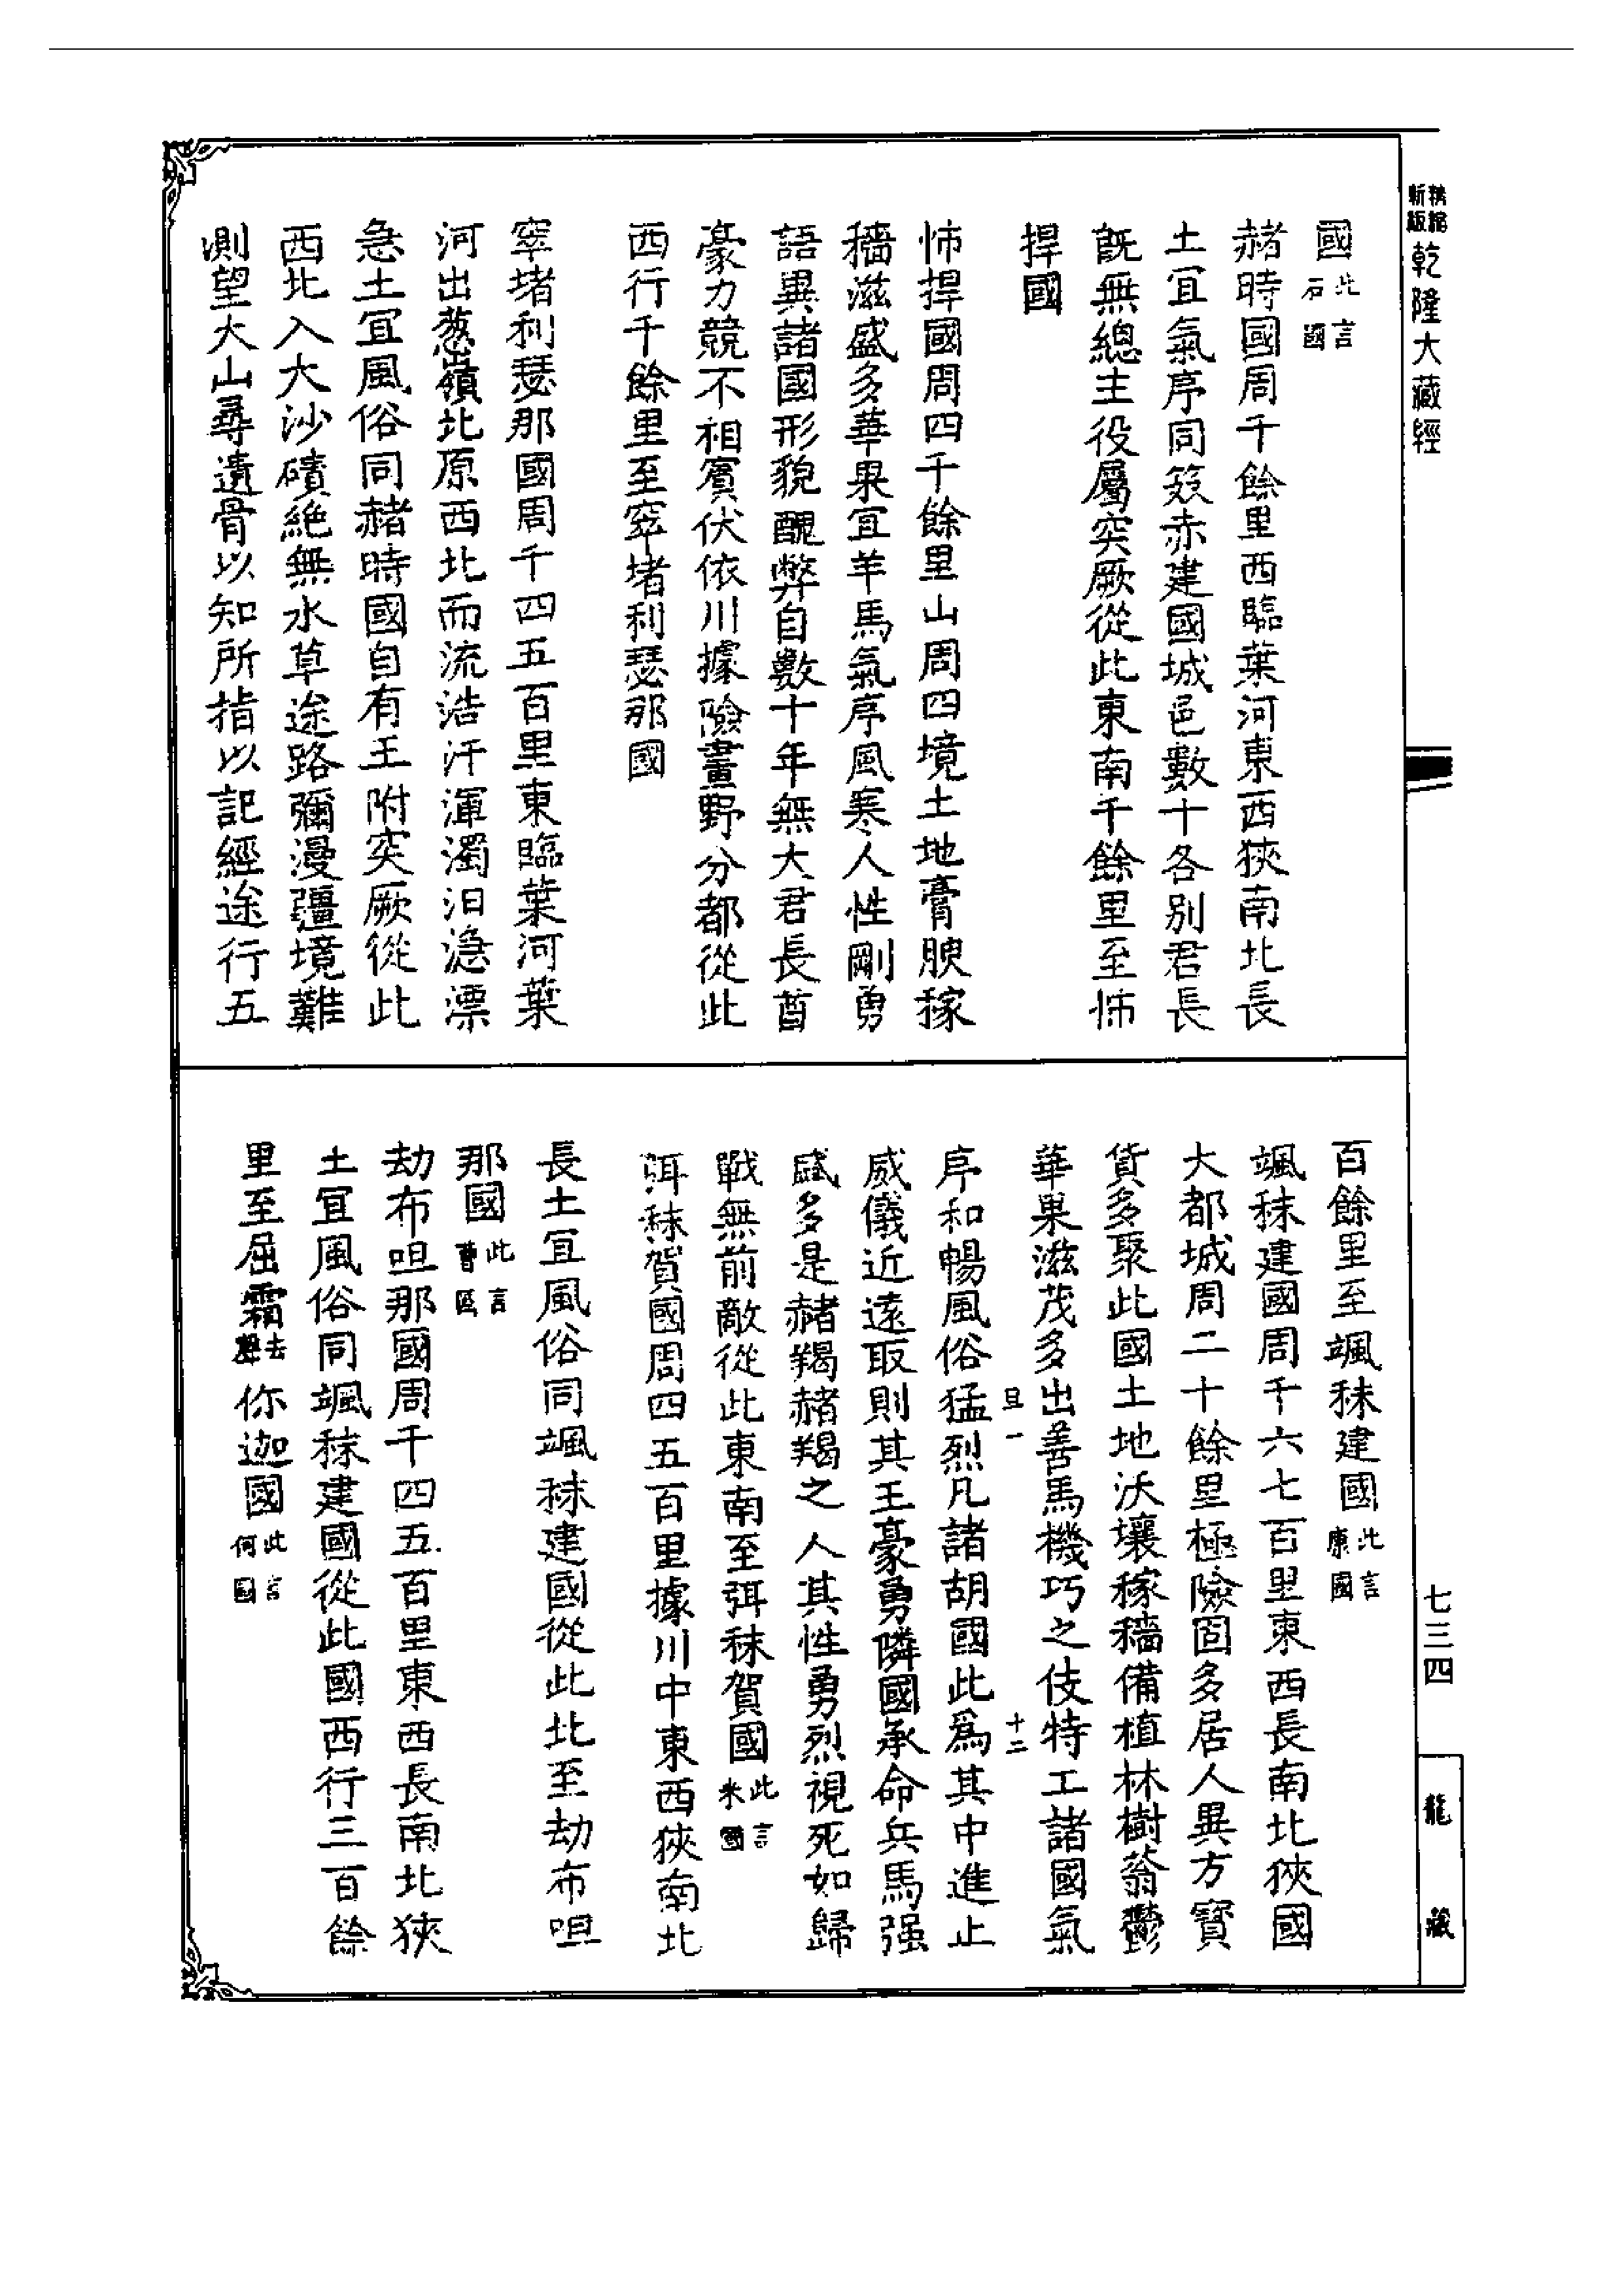 精縮
新版
乾隆大藏經
七三四
龍藏
國此言石國
赭時國周千餘里西臨葉河東西狹南北長
土宜氣序同笯赤建國城邑數十各別君長
旣無總主役屬突厥從此東南千餘里至㤄
捍國
㤄捍國周四千餘里山周四境土地膏腴稼
穡滋盛多華果宜羊馬氣序風寒人性剛勇
語異諸國形貌醜弊自數十年無大君長酋
豪力競不相賓伏依川據險畫野分都從此
西行千餘里至窣堵利瑟那國
窣堵利瑟那國周千四五百里東臨葉河葉
河出葱嶺北原西北而流浩汗渾濁汩㴔漂
急土宜風俗同赭時國自有王附突厥從此
西北入大沙磧絶無水草途路彌漫疆境難
測望大山尋遺骨以知所指以記經途行五
百餘里至颯秣建國此言康國
颯秣建國周千六七百里東西長南北狹國
大都城周二十餘里極險固多居人異方寶
貨多聚此國土地沃壤稼穡備植林樹蓊鬱
華果滋茂多出善馬機巧之伎特工諸國氣
且一　十二
序和暢風俗猛烈凡諸胡國此爲其中進止
威儀近遠取則其王豪勇隣國承命兵馬强
盛多是赭羯赭羯之人其性勇烈視死如歸
戰無前敵從此東南至弭秣賀國此言米國
弭秣賀國周四五百里據川中東西狹南北
長土宜風俗同颯秣建國從此北至劫布呾
那國此言曹國
劫布呾那國周千四五百里東西長南北狹
土宜風俗同颯秣建國從此國西行三百餘
里至屈霜去聲你迦國此言何國